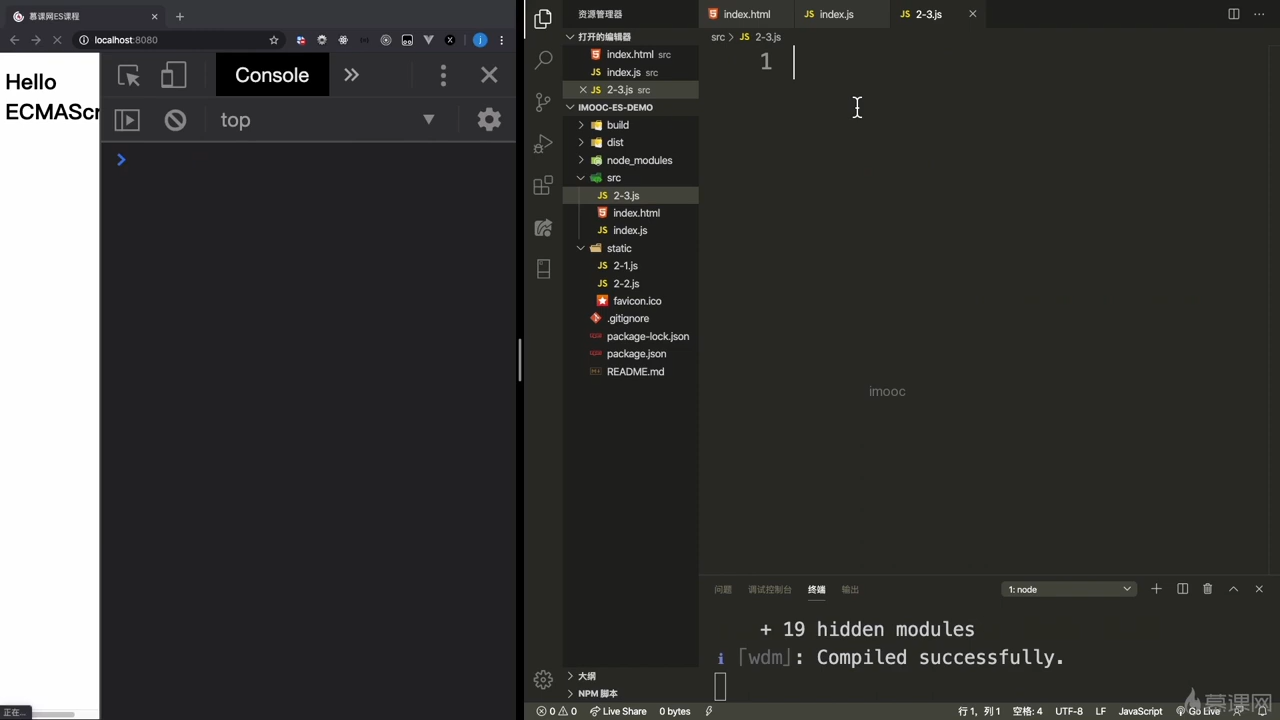 慕课网ES课程
localhost:8080
Hello
ECMAScr
Console
top
正在...
资源管理器
打开的编辑器
index.html src
index.js src
2-3.js src
IMOOC-ES-DEMO
build
dist
node_modules
src
2-3.js
index.html
index.js
static
2-1.js
2-2.js
favicon.ico
.gitignore
package-lock.json
package.json
README.md
大纲
NPM 脚本
index.html
index.js
2-3.js
src > 2-3.js
1
imooc
问题 调试控制台 终端 输出
1: node
+ 19 hidden modules
i ｢wdm｣: Compiled successfully.
0 0 Live Share 0 bytes
行 1，列 1 空格: 4 UTF-8 LF JavaScript Go Live
慕课网